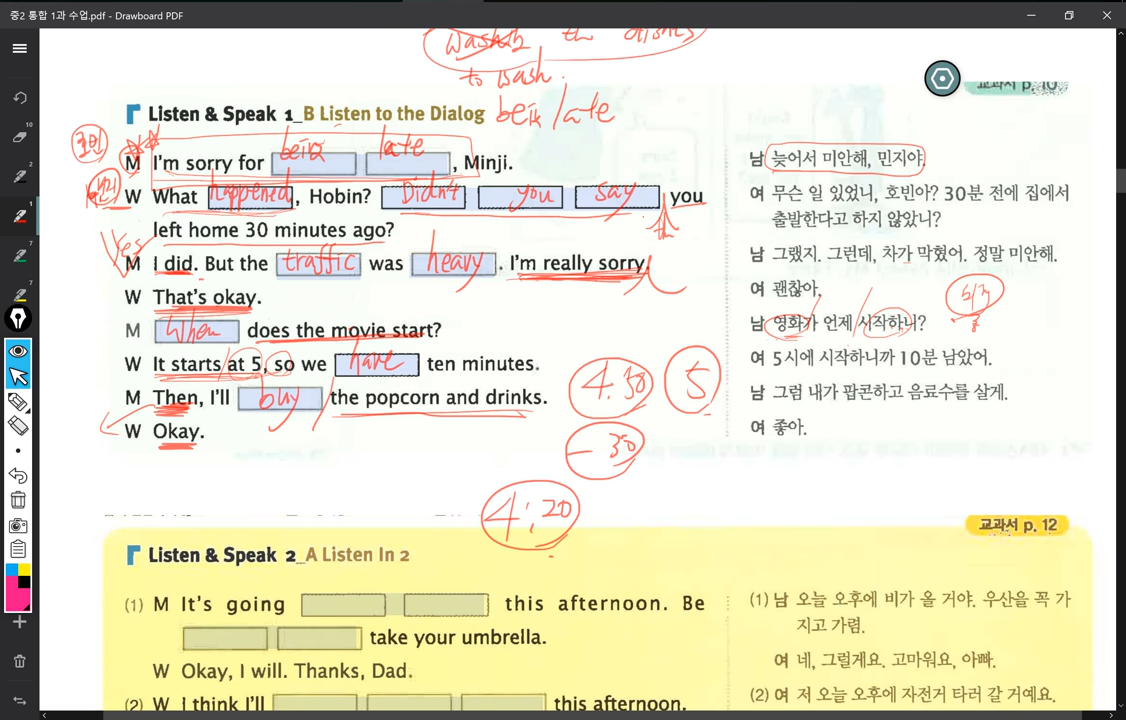 중2 통합 1과 수업.pdf - Drawboard PDF
to wash.
being / late
교과서 p. 10
Listen & Speak 1_B Listen to the Dialog
호빈
M I'm sorry for being late, Minji.
W What happened, Hobin? Didn't you say you
left home 30 minutes ago?
Yes
M I did. But the traffic was heavy. I'm really sorry.
W That's okay.
M When does the movie start?
W It starts at 5, so we have ten minutes.
M Then, I'll buy the popcorn and drinks.
W Okay.
남 늦어서 미안해, 민지야.
여 무슨 일 있었니, 호빈아? 30분 전에 집에서
출발한다고 하지 않았니?
남 그랬지. 그런데, 차가 막혔어. 정말 미안해.
여 괜찮아.
남 영화가 언제 시작하니?
여 5시에 시작하니까 10분 남았어.
남 그럼 내가 팝콘하고 음료수를 살게.
여 좋아.
4:50
5
- 30
4:20
교과서 p. 12
Listen & Speak 2_A Listen In 2
(1) M It's going this afternoon. Be
take your umbrella.
W Okay, I will. Thanks, Dad.
(2) W I think I'll this afternoon.
(1) 남 오늘 오후에 비가 올 거야. 우산을 꼭 가
지고 가렴.
여 네, 그럴게요. 고마워요, 아빠.
(2) 여 저 오늘 오후에 자전거 타러 갈 거예요.